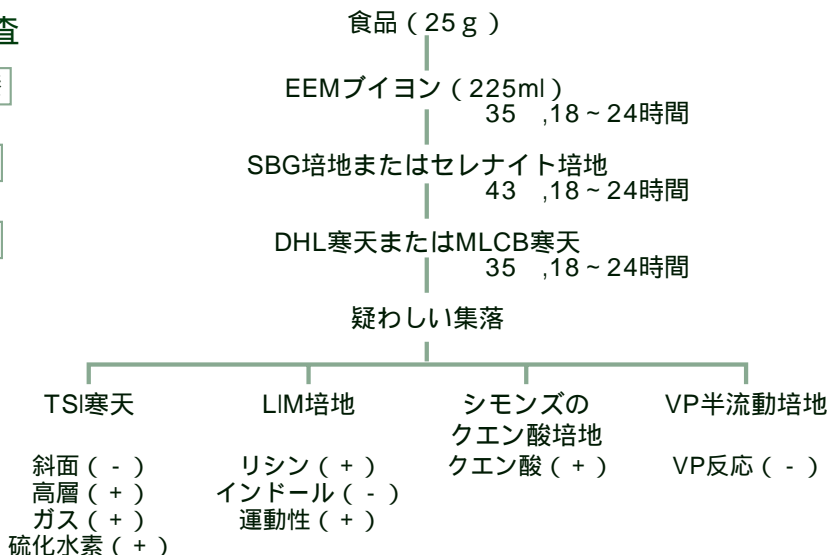 査
食品（25ｇ）
EEMブイヨン（225ml）
35　,18～24時間
SBG培地またはセレナイト培地
43　,18～24時間
DHL寒天またはMLCB寒天
35　,18～24時間
疑わしい集落
TSI寒天
斜面（-）
高層（+）
ガス（+）
硫化水素（+）
LIM培地
リシン（+）
インドール（-）
運動性（+）
シモンズの
クエン酸培地
クエン酸（+）
VP半流動培地
VP反応（-）